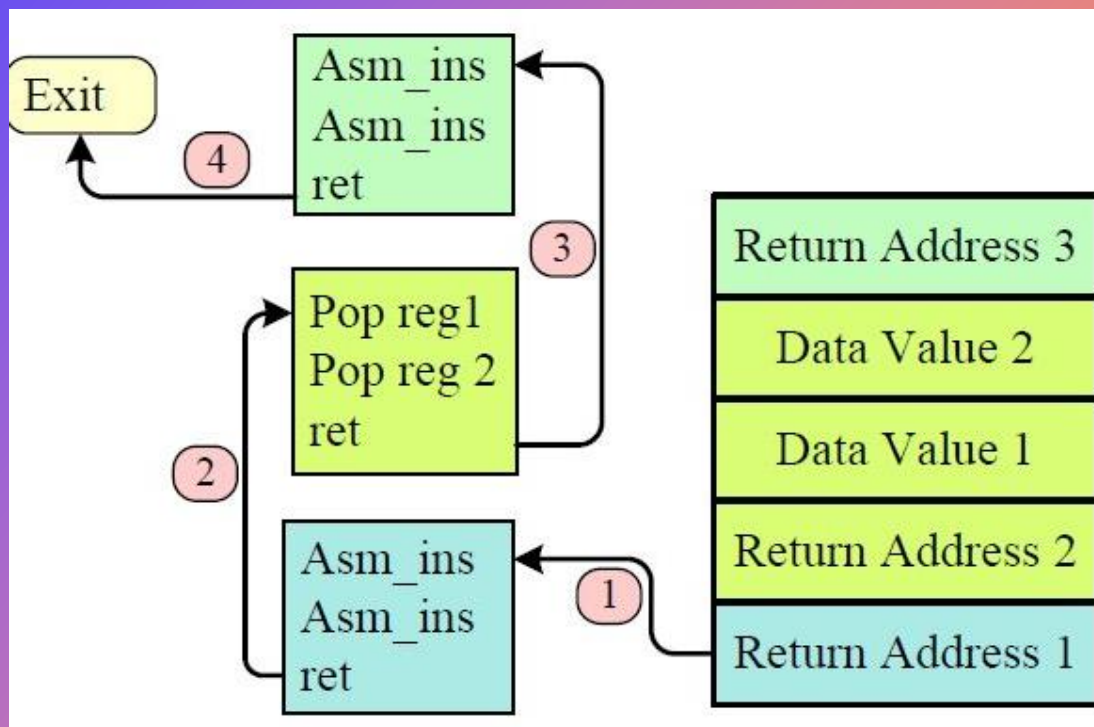 Exit
4
Asm_ins
Asm_ins
ret
3
Pop reg1
Pop reg 2
ret
2
Asm_ins
Asm_ins
ret
1
Return Address 3
Data Value 2
Data Value 1
Return Address 2
Return Address 1